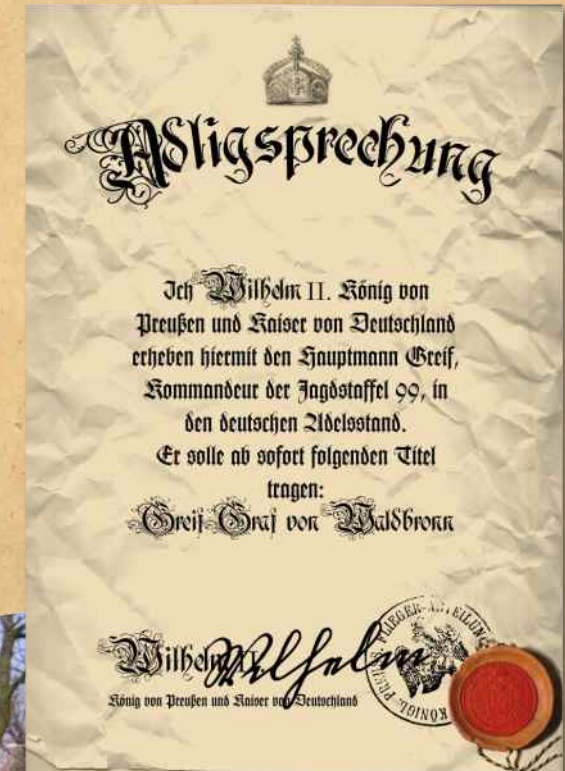 Adligsprechung
Ich Wilhelm II. König von
Preußen und Kaiser von Deutschland
erheben hiermit den Hauptmann Greif,
Kommandeur der Jagdstaffel 99, in
den deutschen Adelsstand.
Er solle ab sofort folgenden Titel
tragen:
Greif Graf von Waldbronn
Wilhelm
Wilhelm
König von Preußen und Kaiser von Deutschland